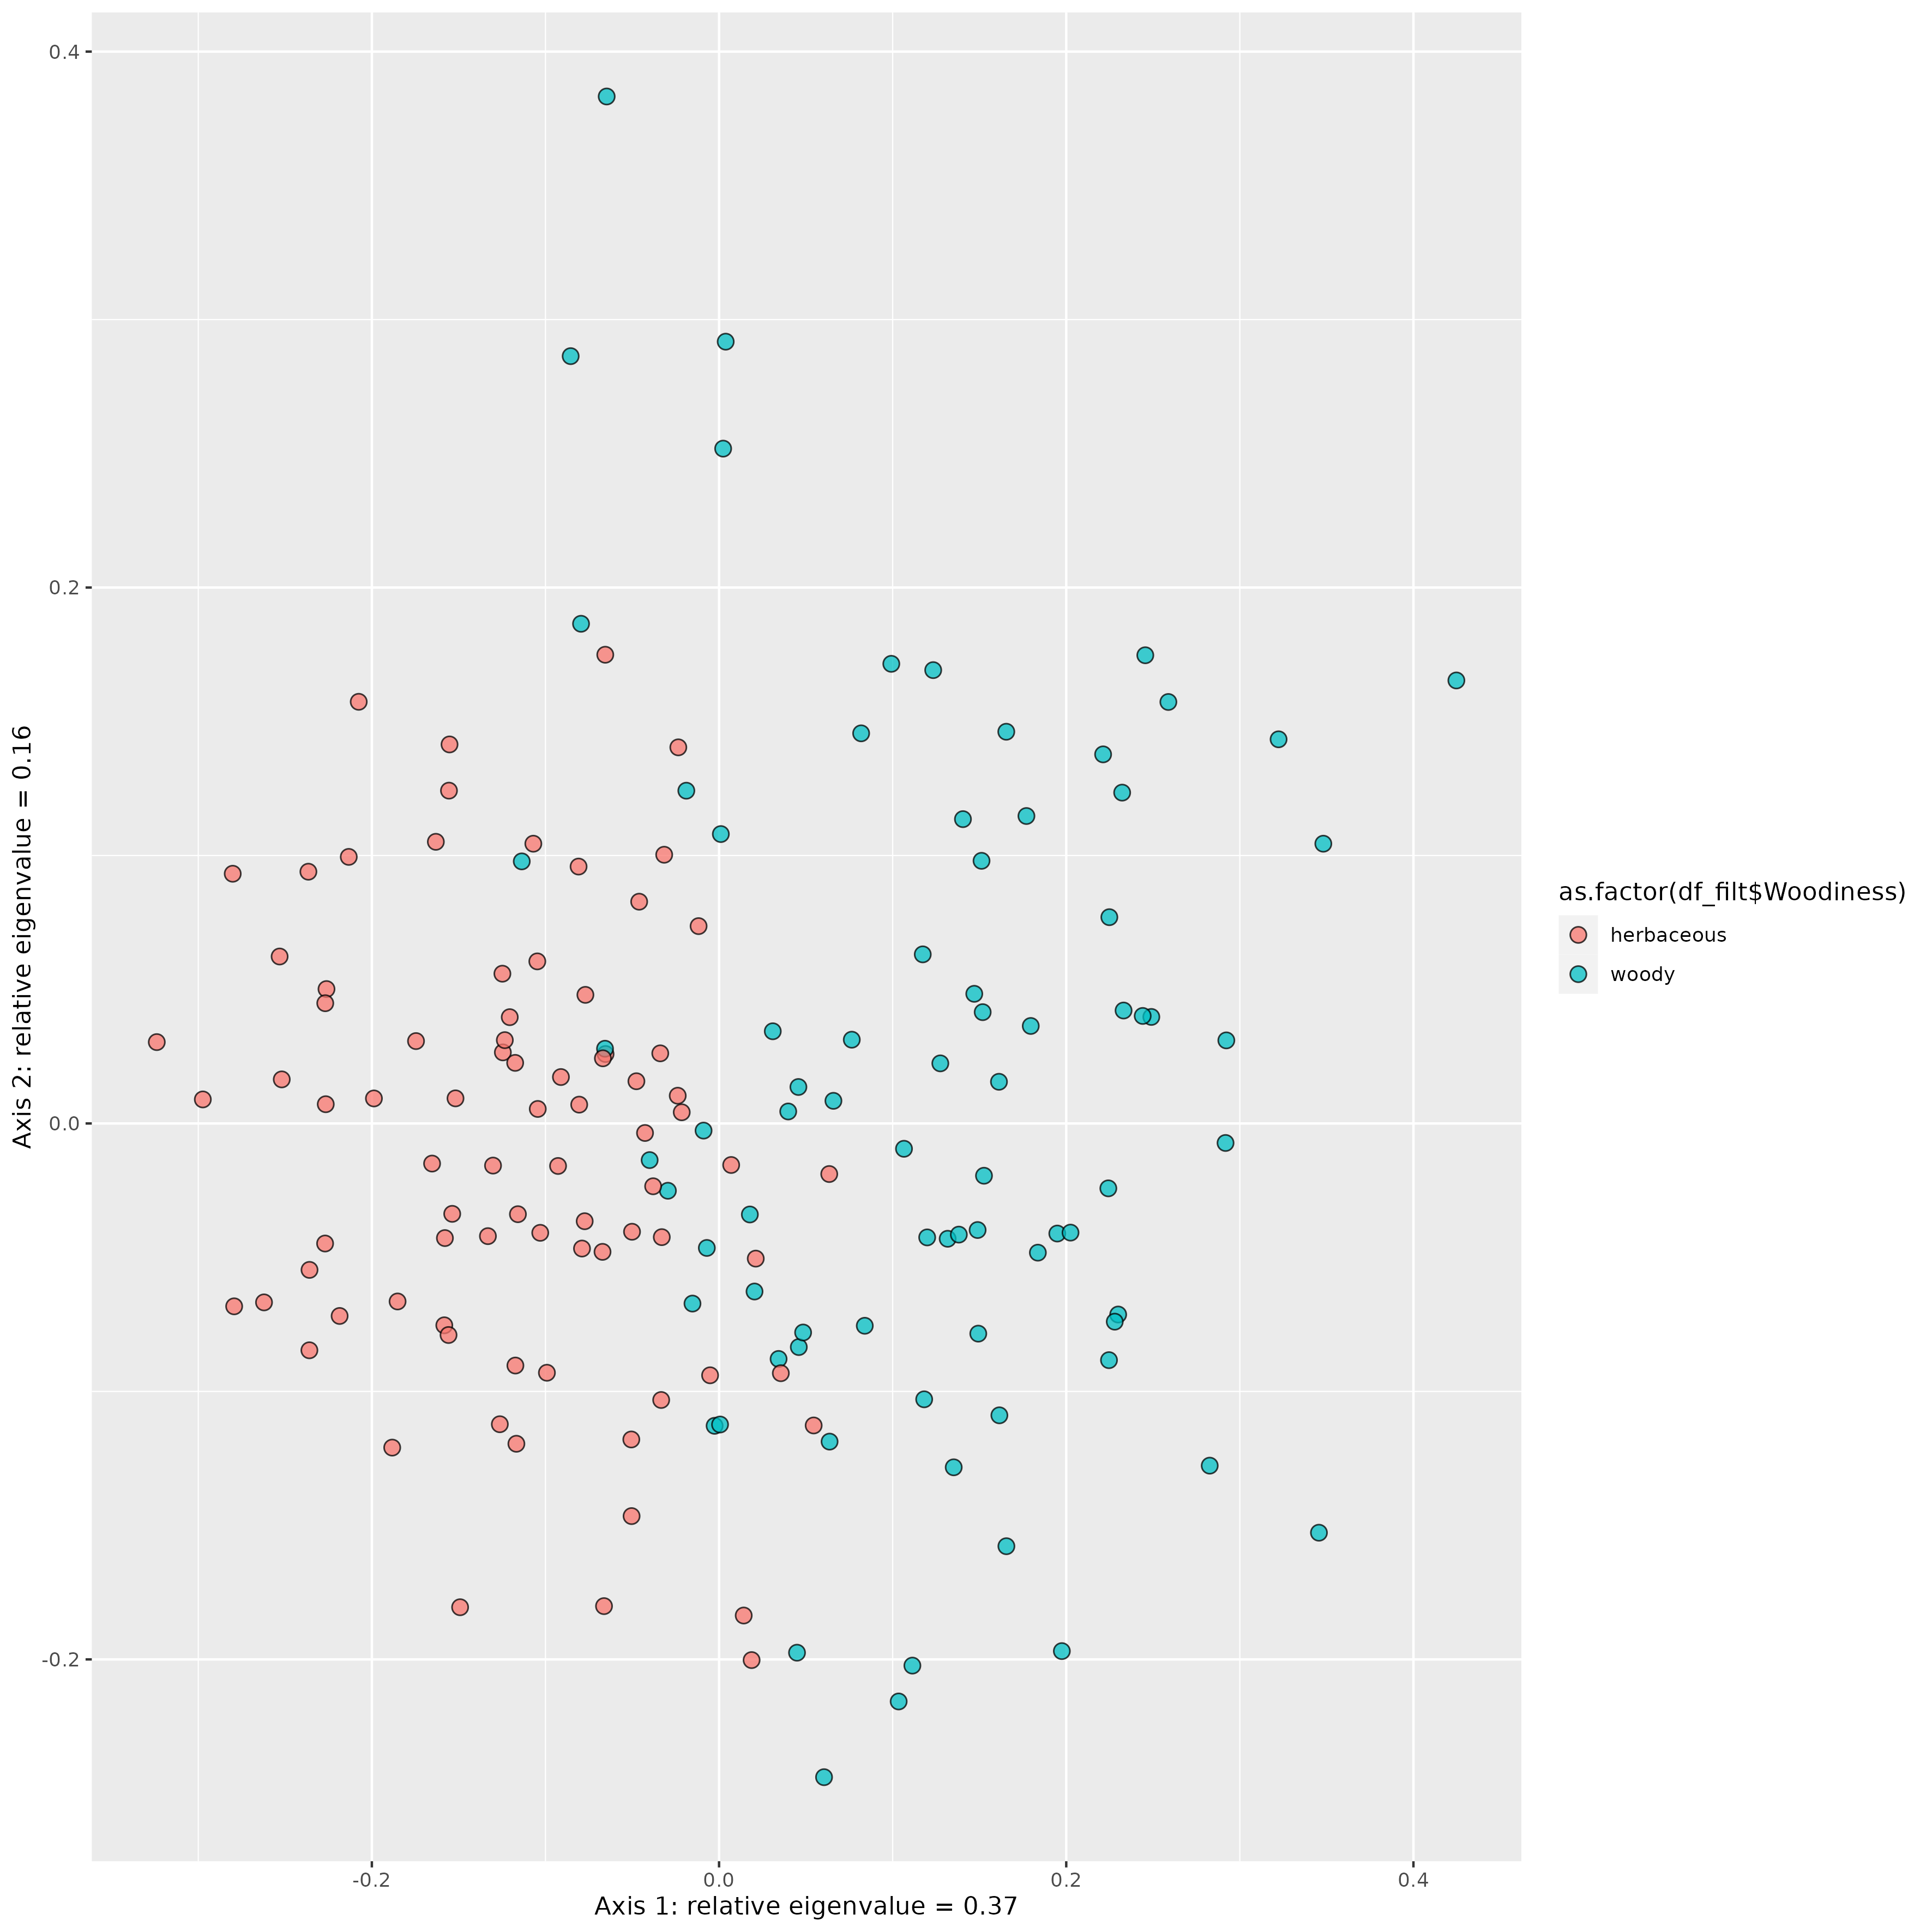 0.4
0.2
0.0
-0.2
Axis 2: relative eigenvalue = 0.16
-0.2
0.0
0.2
0.4
Axis 1: relative eigenvalue = 0.37
as.factor(df_filt$Woodiness)
herbaceous
woody